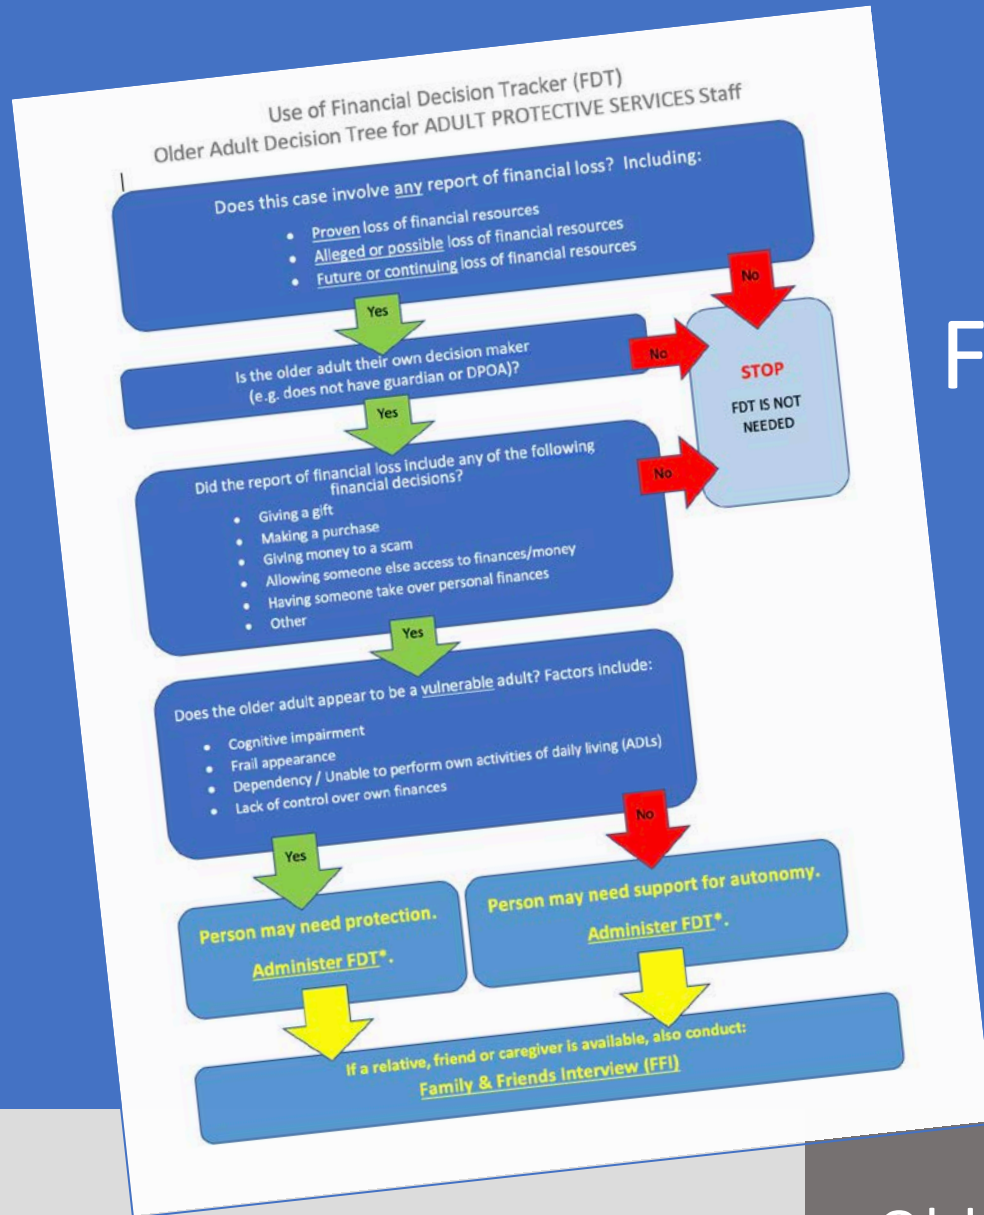 Use of Financial Decision Tracker (FDT)
Older Adult Decision Tree for ADULT PROTECTIVE SERVICES Staff
Does this case involve any report of financial loss? Including:
• Proven loss of financial resources
• Alleged or possible loss of financial resources
• Future or continuing loss of financial resources
No
Yes
Is the older adult their own decision maker
(e.g. does not have guardian or DPOA)?
No
STOP
FDT IS NOT
NEEDED
Yes
Did the report of financial loss include any of the following
financial decisions?
• Giving a gift
• Making a purchase
• Giving money to a scam
• Allowing someone else access to finances/money
• Having someone take over personal finances
• Other
No
Yes
Does the older adult appear to be a vulnerable adult? Factors include:
• Cognitive impairment
• Frail appearance
• Dependency / Unable to perform own activities of daily living (ADLs)
• Lack of control over own finances
Yes
No
Person may need protection.
Administer FDT*.
Person may need support for autonomy.
Administer FDT*.
If a relative, friend or caregiver is available, also conduct:
Family & Friends Interview (FFI)
F